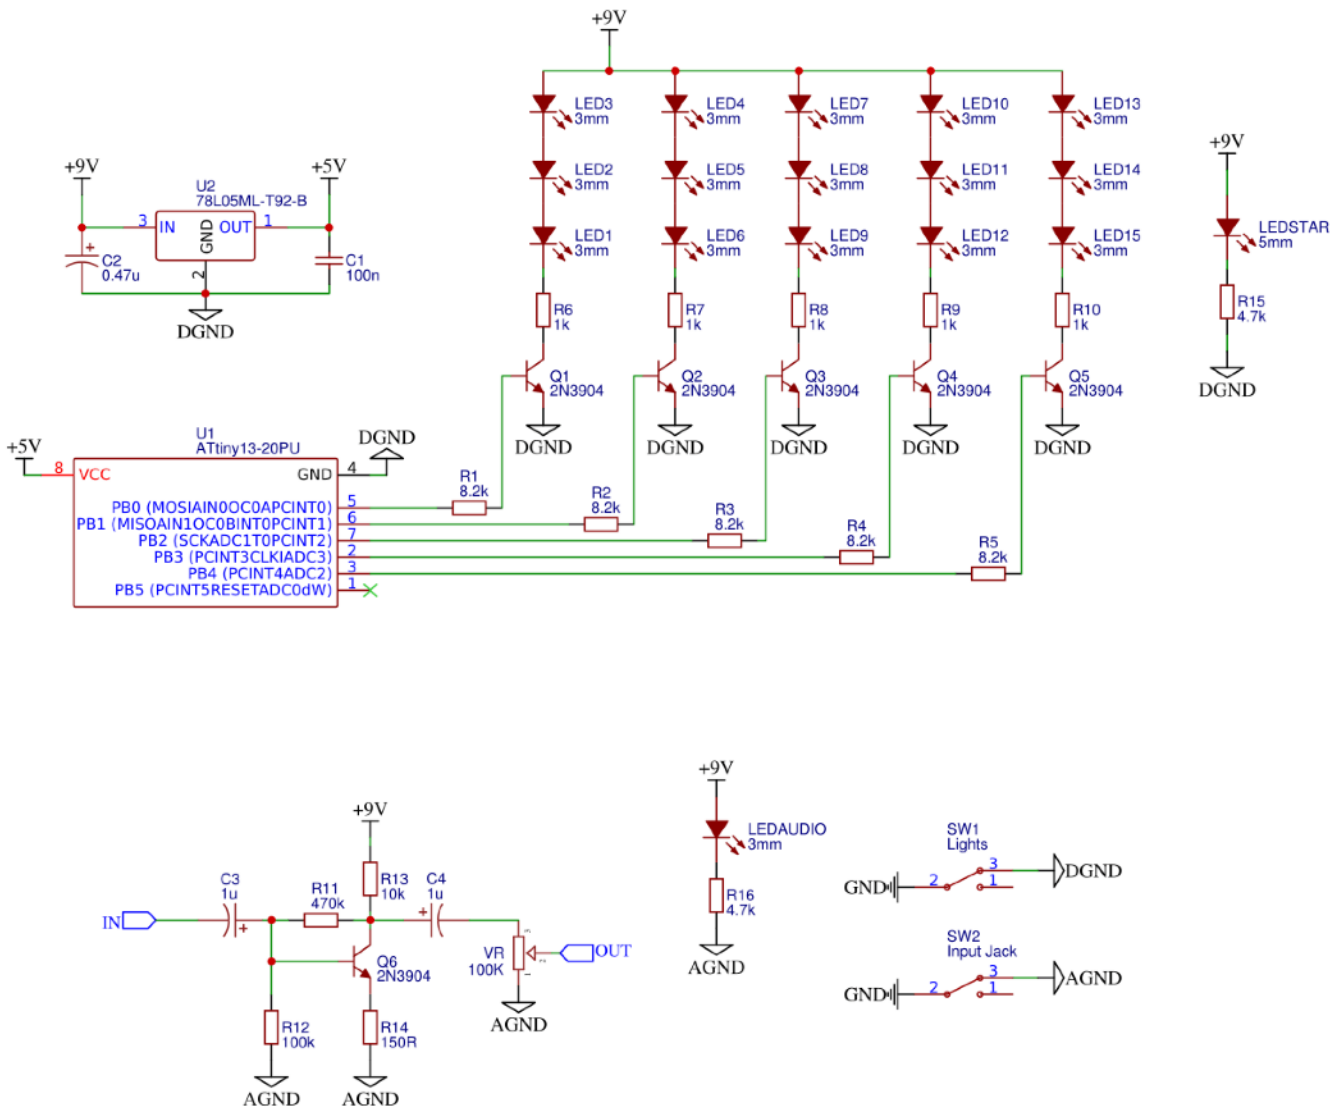 +9V
LED3
3mm
LED4
3mm
LED7
3mm
LED10
3mm
LED13
3mm
LED2
3mm
LED5
3mm
LED8
3mm
LED11
3mm
LED14
3mm
LED1
3mm
LED6
3mm
LED9
3mm
LED12
3mm
LED15
3mm
R6
1k
R7
1k
R8
1k
R9
1k
R10
1k
Q1
2N3904
Q2
2N3904
Q3
2N3904
Q4
2N3904
Q5
2N3904
DGND
DGND
DGND
DGND
DGND
+9V
LEDSTAR
5mm
R15
4.7k
DGND
+9V
+5V
U2
78L05ML-T92-B
3
IN
GND
OUT
1
2
C2
0.47u
C1
100n
DGND
+5V
U1
ATtiny13-20PU
DGND
8
VCC
GND
4
PB0 (MOSIAIN0OC0APCINT0)
5
PB1 (MISOAIN1OC0BINT0PCINT1)
6
PB2 (SCKADC1T0PCINT2)
7
PB3 (PCINT3CLKIADC3)
2
PB4 (PCINT4ADC2)
3
PB5 (PCINT5RESETADC0dW)
1
R1
8.2k
R2
8.2k
R3
8.2k
R4
8.2k
R5
8.2k
+9V
IN
C3
1u
R11
470k
R13
10k
C4
1u
Q6
2N3904
VR
100K
3
2
1
OUT
AGND
R12
100k
R14
150R
AGND
AGND
+9V
LEDAUDIO
3mm
R16
4.7k
AGND
SW1
Lights
GND
2
3
1
DGND
SW2
Input Jack
GND
2
3
1
AGND